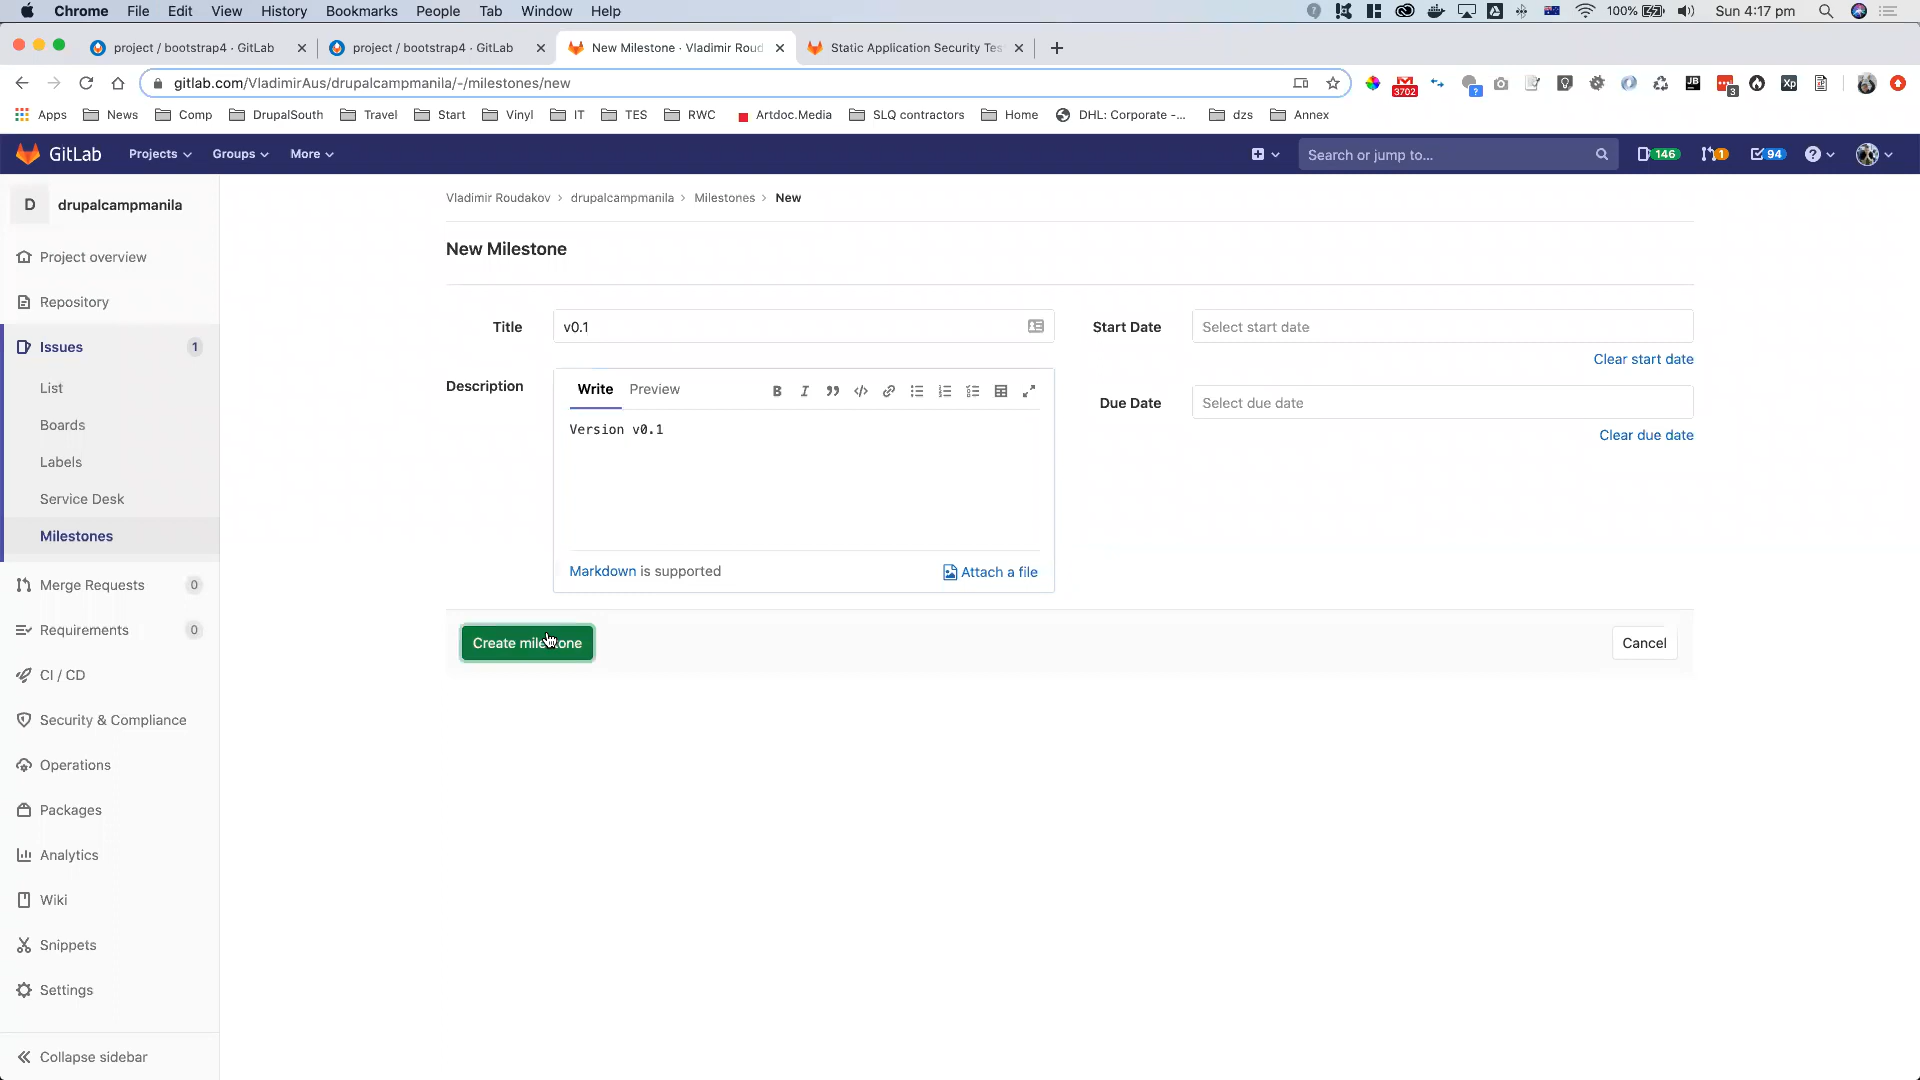 Chrome File Edit View History Bookmarks People Tab Window Help 100% Sun 4:17 pm
project / bootstrap4 · GitLab project / bootstrap4 · GitLab New Milestone · Vladimir Roud Static Application Security Tes
gitlab.com/VladimirAus/drupalcampmanila/-/milestones/new 3702 ? JB 3 Xp
Apps News Comp DrupalSouth Travel Start Vinyl IT TES RWC Artdoc.Media SLQ contractors Home DHL: Corporate -... dzs Annex
GitLab Projects Groups More Search or jump to... 146 1 94
D drupalcampmanila
Vladimir Roudakov > drupalcampmanila > Milestones > New
Project overview
Repository
Issues 1
List
Boards
Labels
Service Desk
Milestones
Merge Requests 0
Requirements 0
CI / CD
Security & Compliance
Operations
Packages
Analytics
Wiki
Snippets
Settings
Collapse sidebar
New Milestone
Title v0.1
Start Date Select start date
Clear start date
Description Write Preview
Due Date Select due date
Clear due date
Version v0.1
Markdown is supported Attach a file
Create milestone Cancel